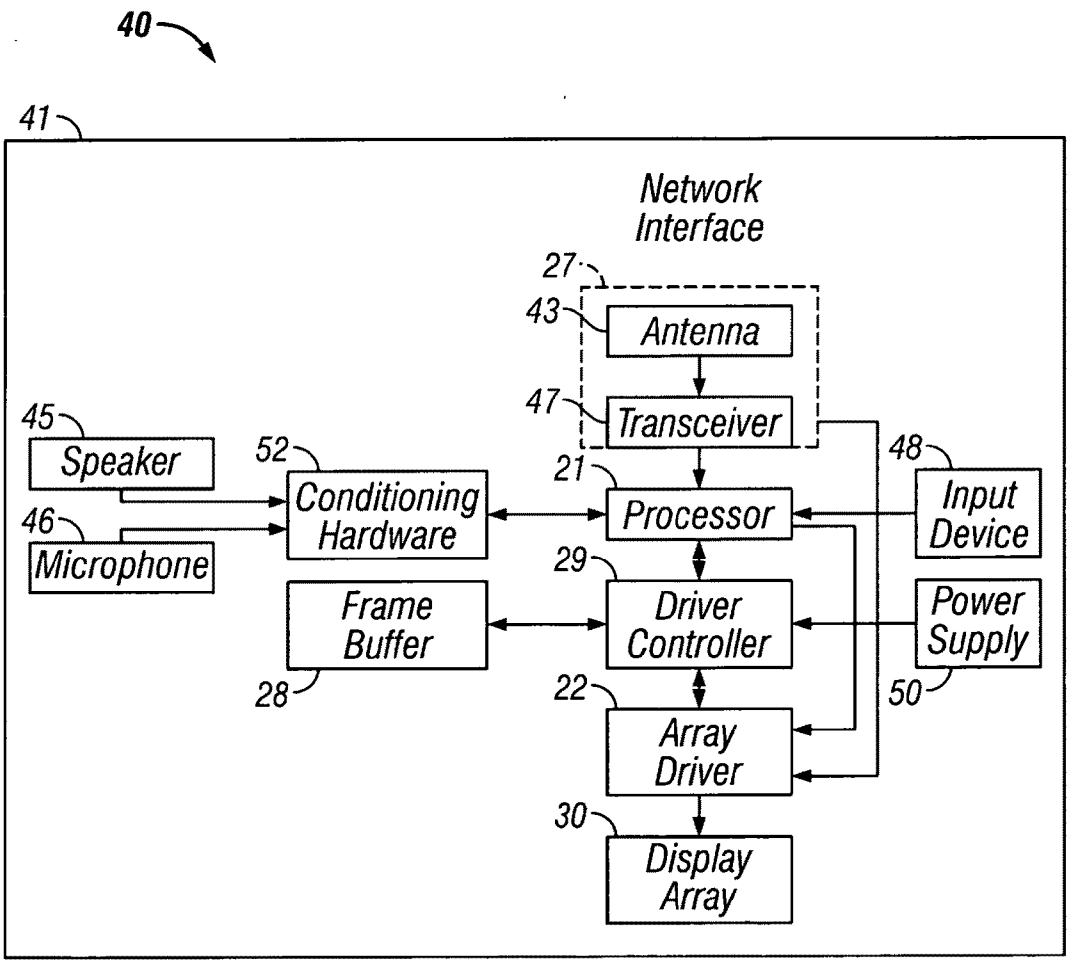 40
41
Network
Interface
27
43
Antenna
47
Transceiver
45
Speaker
52
Conditioning
Hardware
21
Processor
48
Input
Device
46
Microphone
29
Driver
Controller
Frame
Buffer
28
Power
Supply
50
22
Array
Driver
30
Display
Array